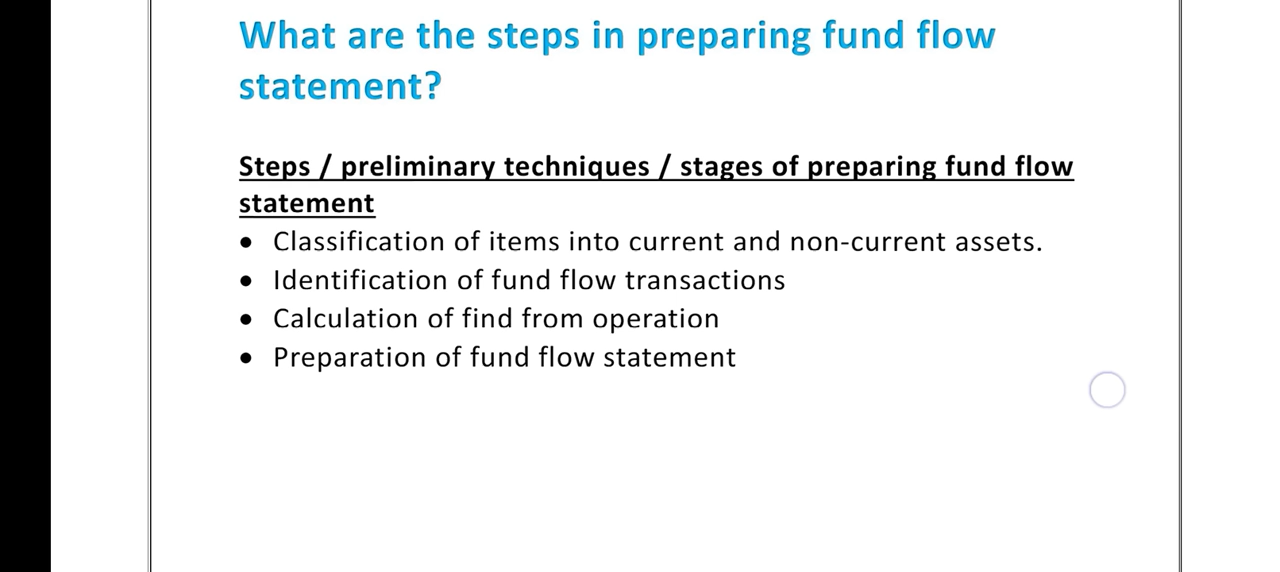 What are the steps in preparing fund flow
statement?
Steps / preliminary techniques / stages of preparing fund flow
statement
• Classification of items into current and non-current assets.
• Identification of fund flow transactions
• Calculation of find from operation
• Preparation of fund flow statement